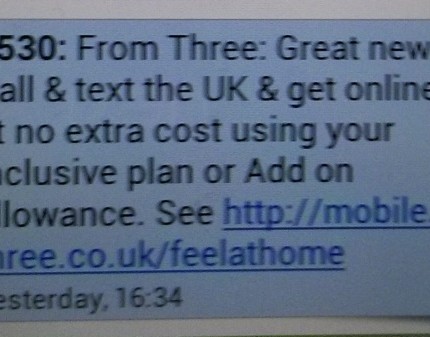 530: From Three: Great new
all & text the UK & get online
t no extra cost using your
nclusive plan or Add on
llowance. See http://mobile.
hree.co.uk/feelathome
esterday, 16:34